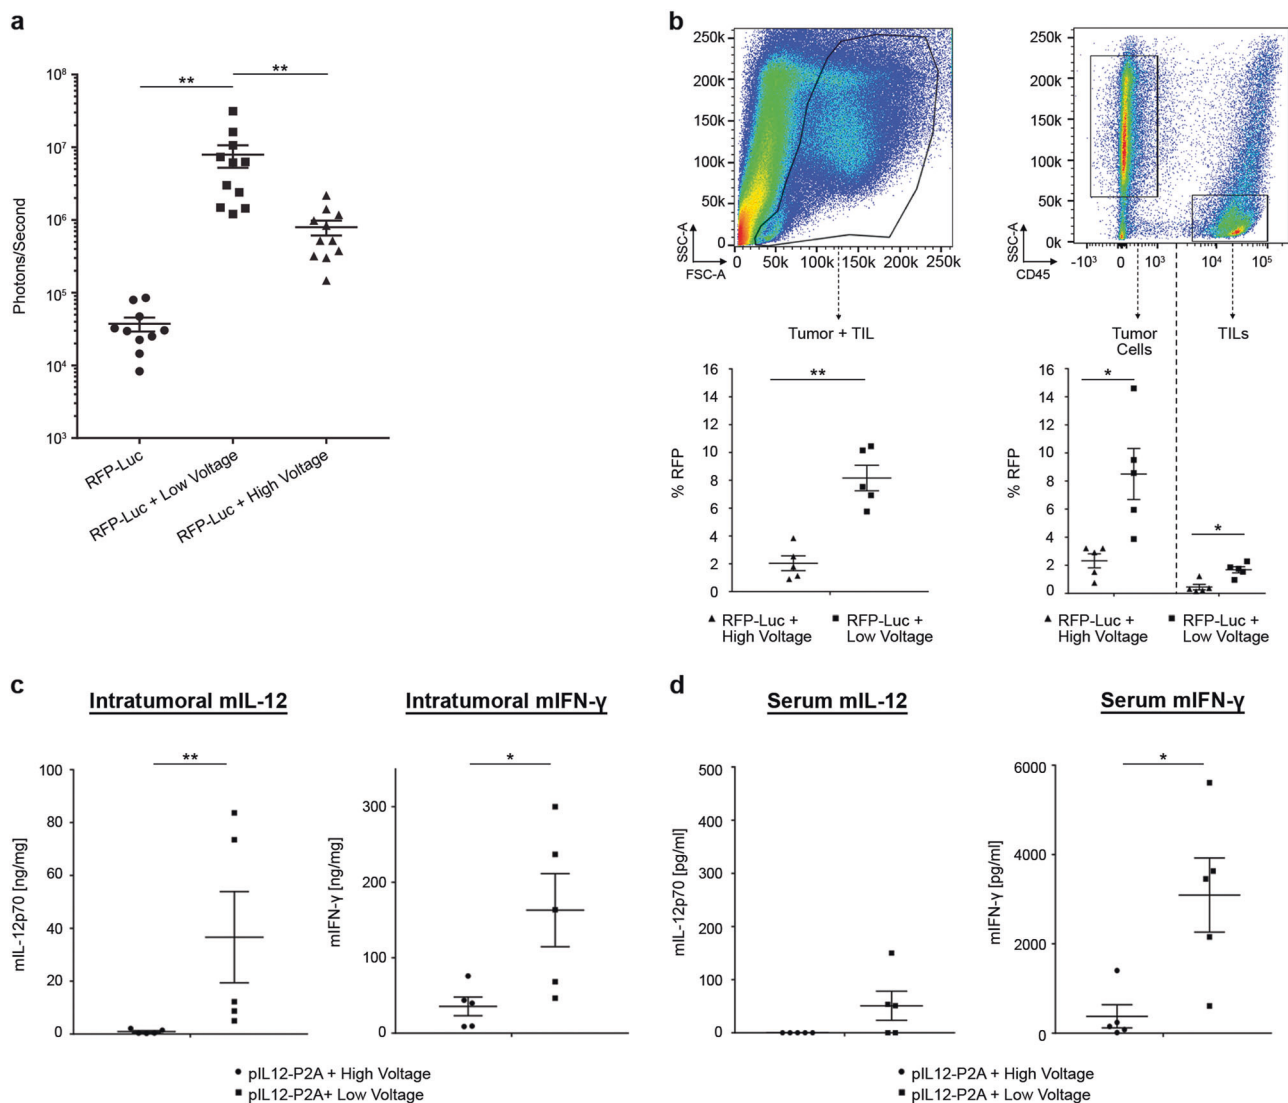 a
**
**
10⁸
10⁷
10⁶
10⁵
10⁴
10³
Photons/Second
RFP-Luc
RFP-Luc + Low Voltage
RFP-Luc + High Voltage
b
250k
200k
150k
100k
50k
0
SSC-A
FSC-A
0 50k 100k 150k 200k 250k
Tumor + TIL
250k
200k
150k
100k
50k
0k
SSC-A
CD45
-10³ 0 10³ 10⁴ 10⁵
Tumor
Cells
TILs
16
14
12
10
8
6
4
2
0
% RFP
**
RFP-Luc +
High Voltage
RFP-Luc +
Low Voltage
16
14
12
10
8
6
4
2
0
% RFP
*
*
RFP-Luc +
High Voltage
RFP-Luc +
Low Voltage
c
Intratumoral mIL-12
**
100
80
60
40
20
0
mIL-12p70 [ng/mg]
Intratumoral mIFN-γ
*
300
200
100
0
mIFN-γ [ng/mg]
pIL12-P2A + High Voltage
pIL12-P2A+ Low Voltage
d
Serum mIL-12
500
400
300
200
100
0
mIL-12p70 [pg/ml]
Serum mIFN-γ
*
6000
4000
2000
0
mIFN-γ [pg/ml]
pIL12-P2A + High Voltage
pIL12-P2A + Low Voltage